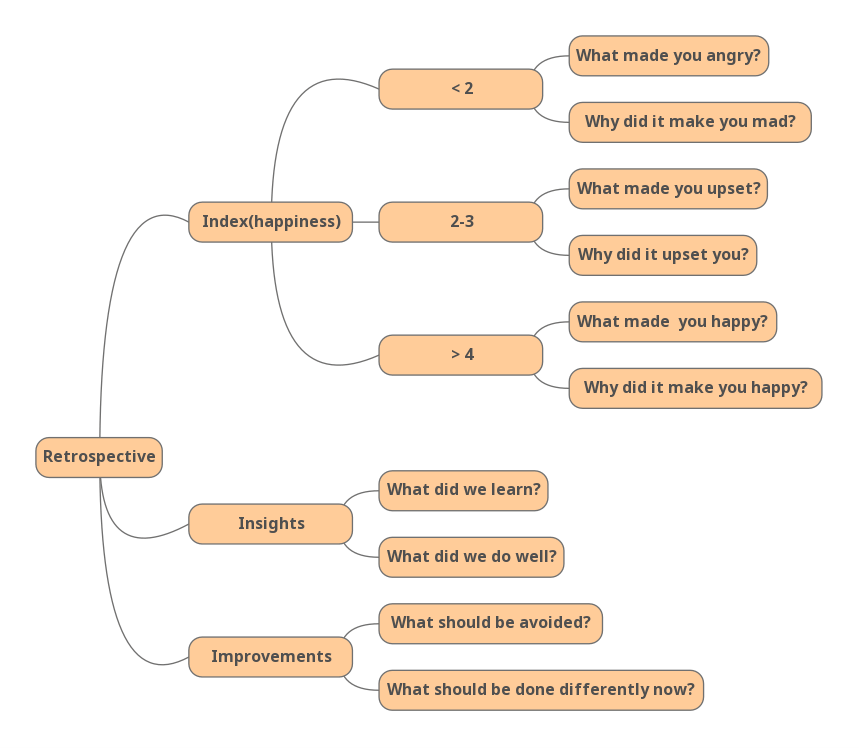 What made you angry?
< 2
Why did it make you mad?
What made you upset?
Index(happiness)
2-3
Why did it upset you?
What made  you happy?
> 4
Why did it make you happy?
Retrospective
What did we learn?
Insights
What did we do well?
What should be avoided?
Improvements
What should be done differently now?